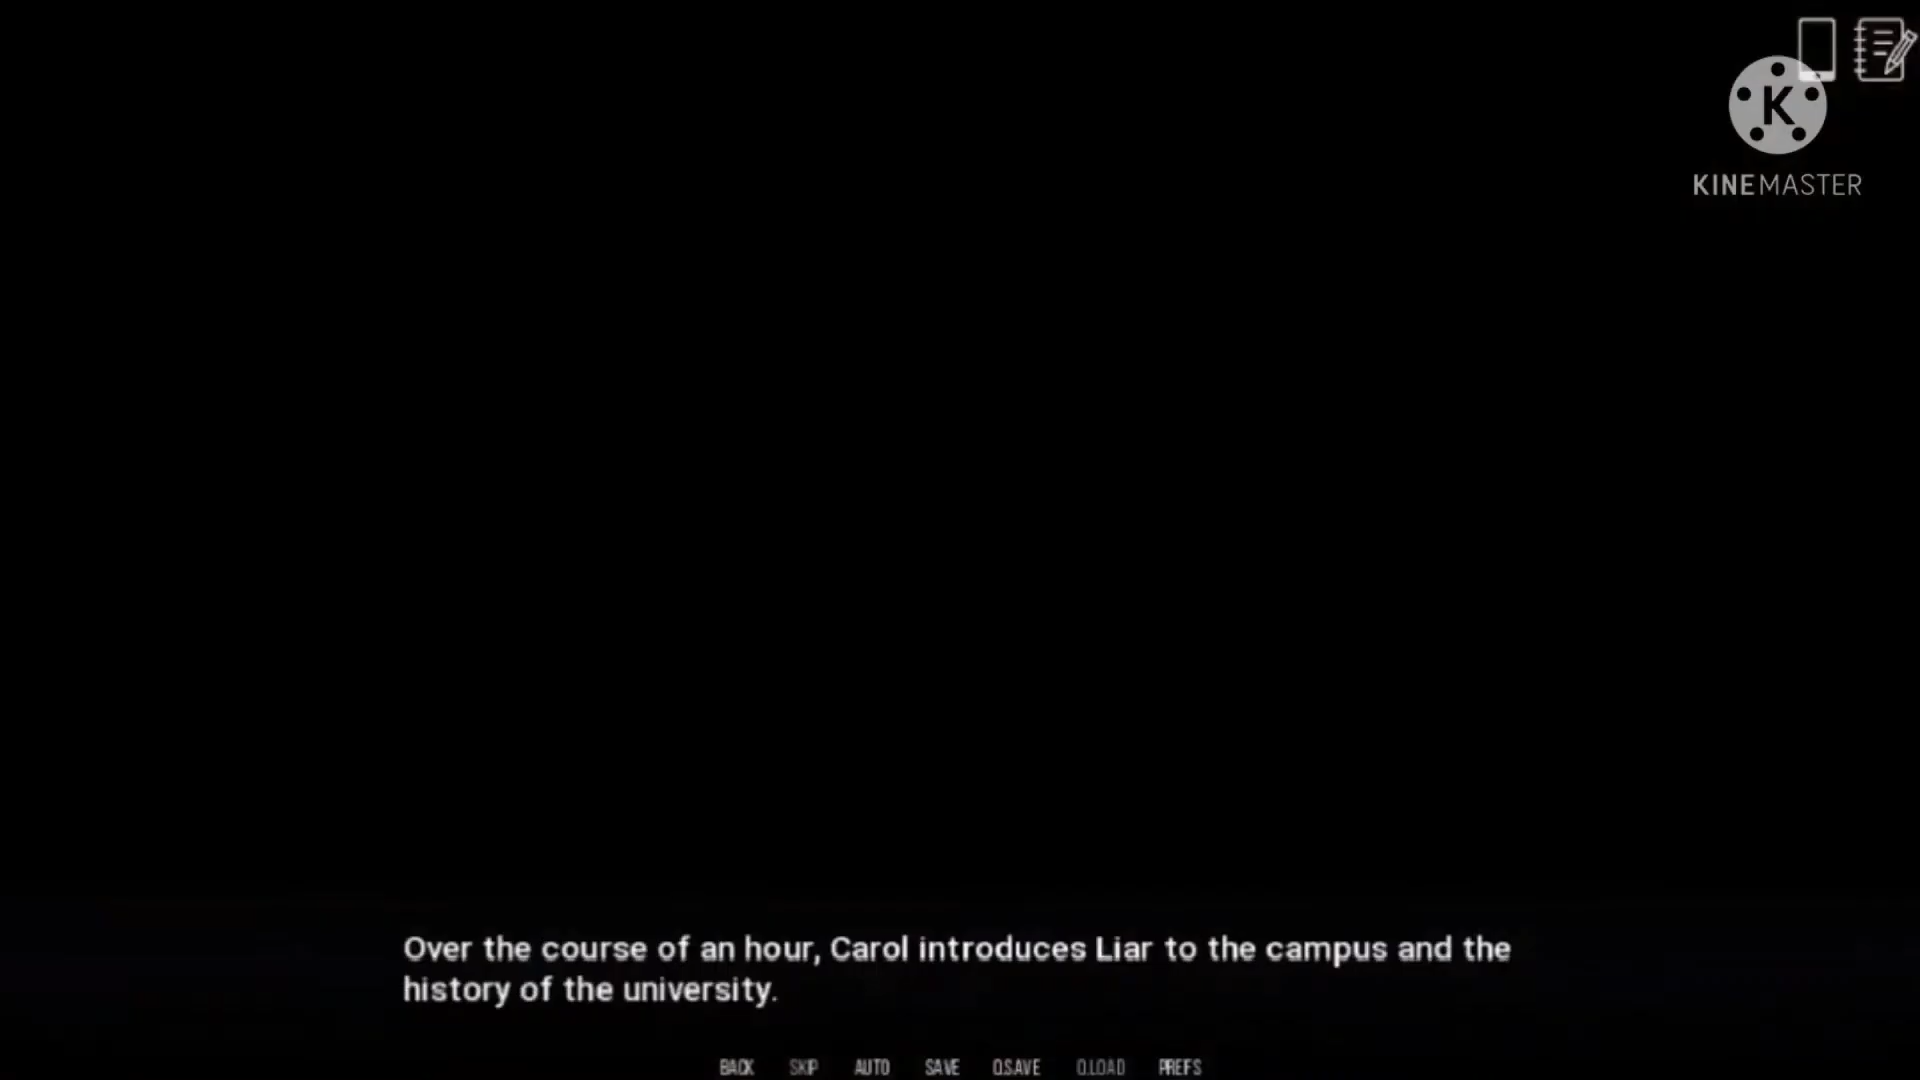 K
KINEMASTER
Over the course of an hour, Carol introduces Liar to the campus and the
history of the university.
BACK SKIP AUTO SAVE Q.SAVE Q.LOAD PREFS